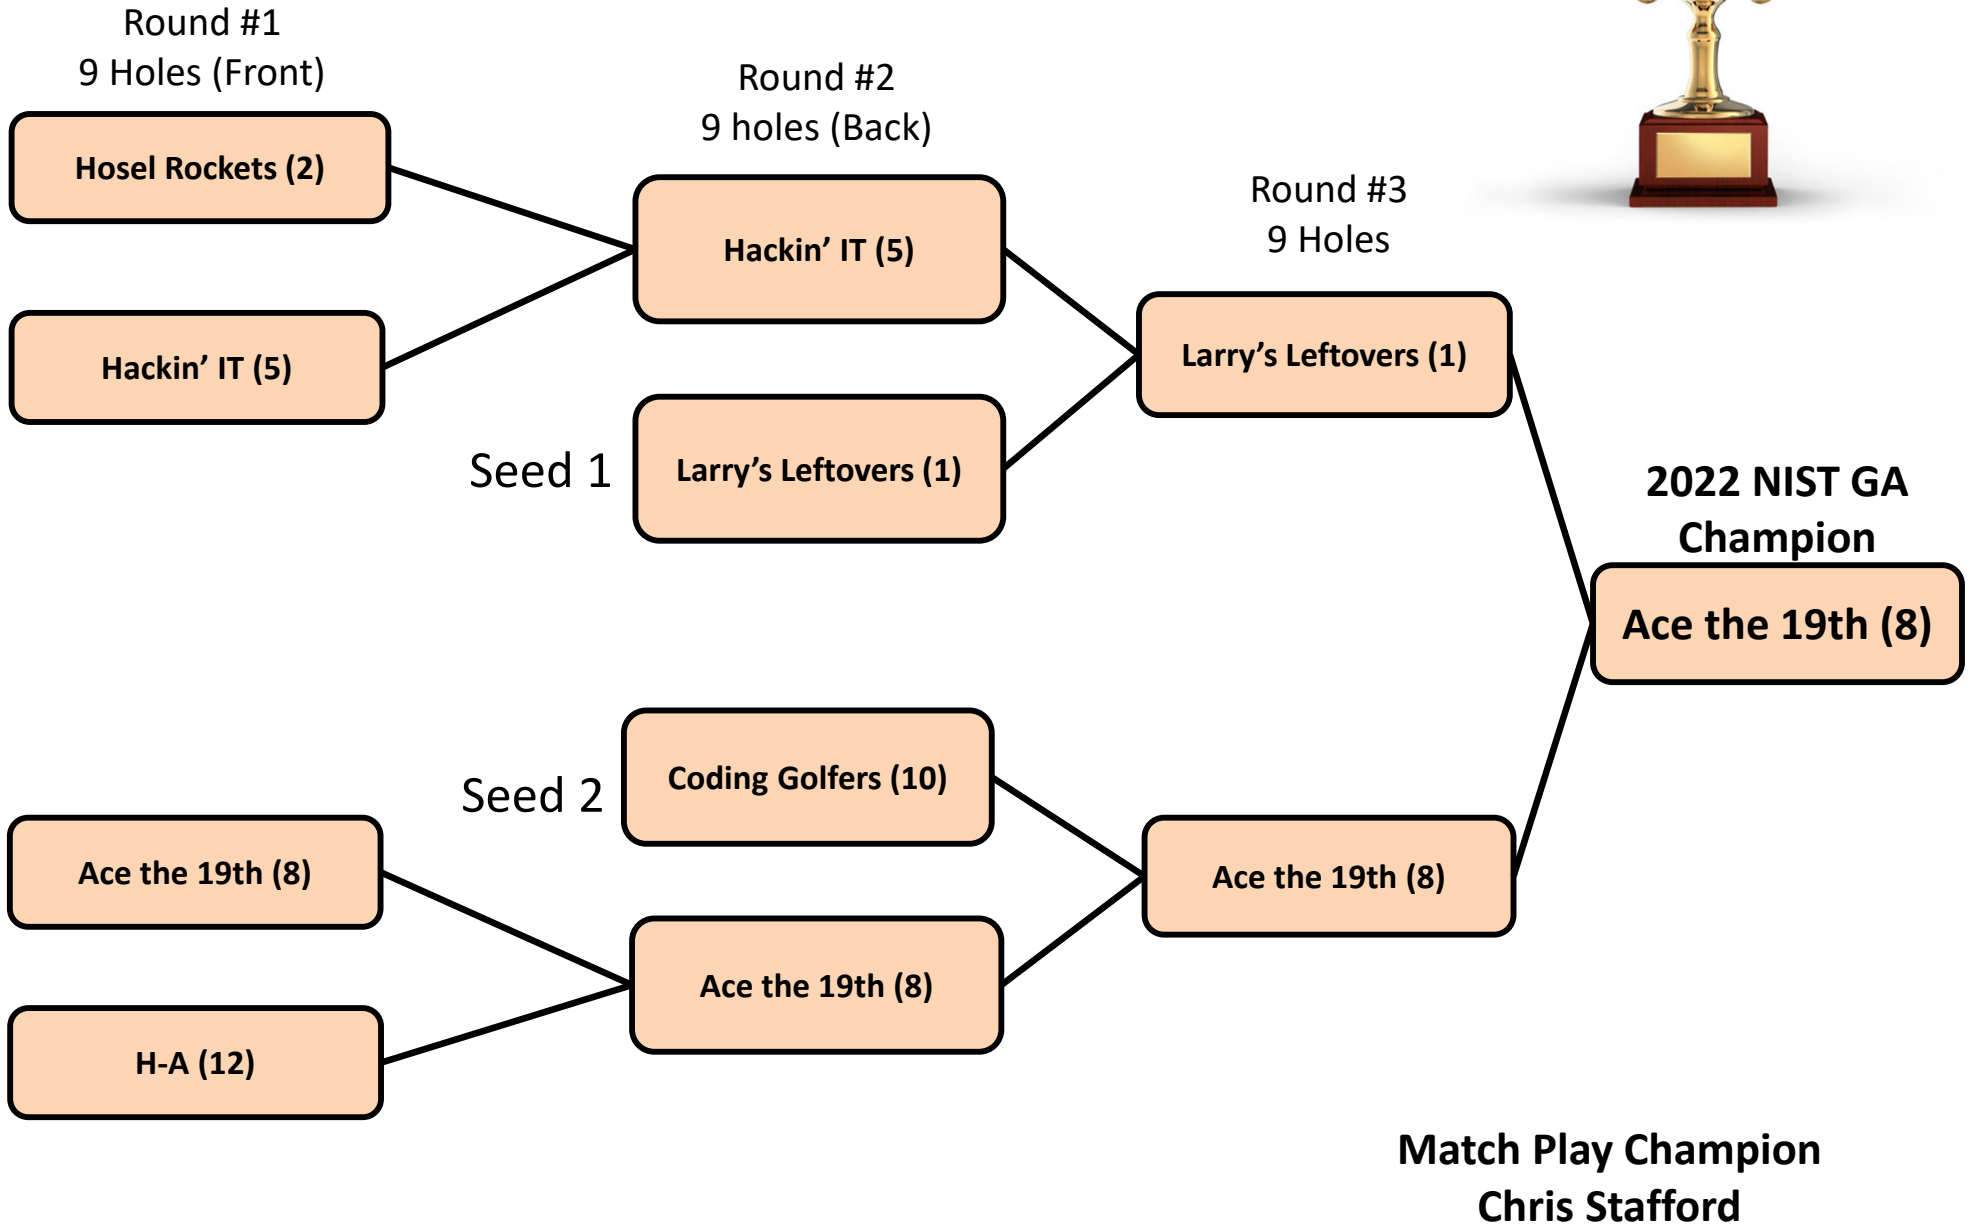 Round #1
9 Holes (Front)
Hosel Rockets (2)
Hackin’ IT (5)
Round #2
9 holes (Back)
Hackin’ IT (5)
Seed 1
Larry’s Leftovers (1)
Round #3
9 Holes
Larry’s Leftovers (1)
2022 NIST GA
Champion
Ace the 19th (8)
Seed 2
Coding Golfers (10)
Ace the 19th (8)
Ace the 19th (8)
Ace the 19th (8)
H-A (12)
Match Play Champion
Chris Stafford